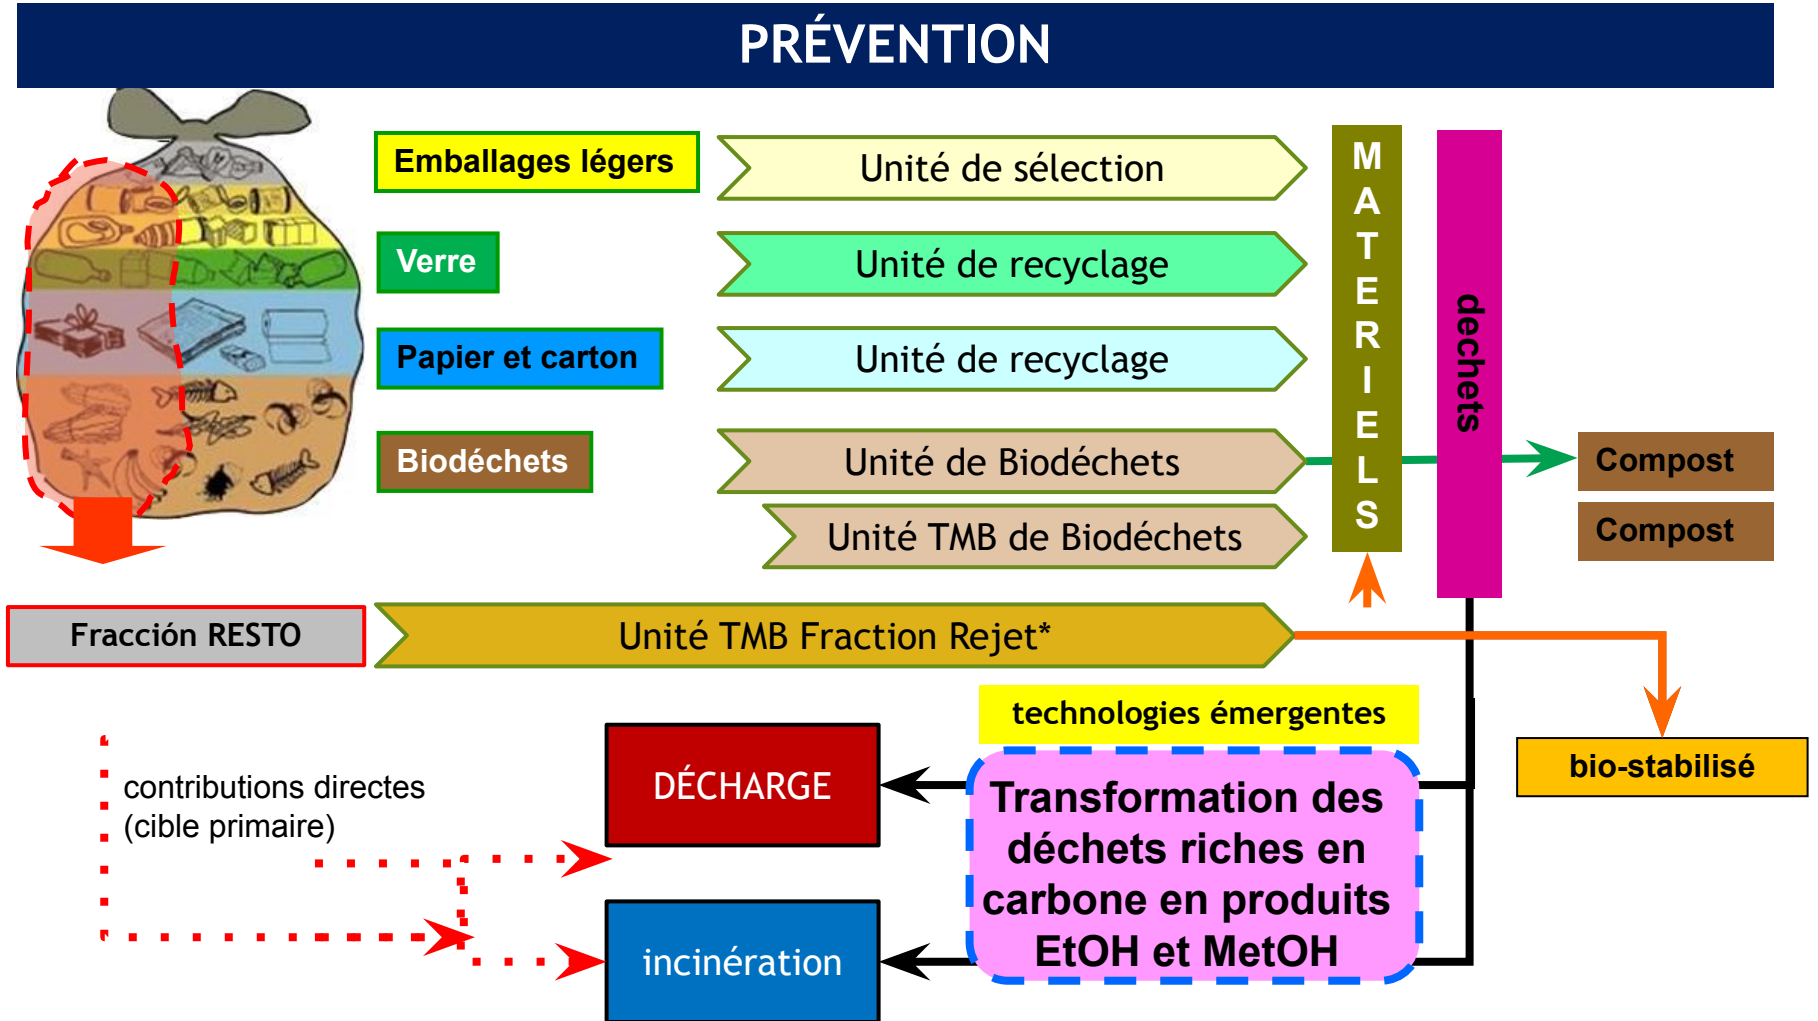 PRÉVENTION
Emballages légers
Unité de sélection
Verre
Unité de recyclage
Papier et carton
Unité de recyclage
Biodéchets
Unité de Biodéchets
Unité TMB de Biodéchets
MATERIELS
dechets
Compost
Compost
Fracción RESTO
Unité TMB Fraction Rejet*
technologies émergentes
bio-stabilisé
contributions directes
(cible primaire)
DÉCHARGE
incinération
Transformation des
déchets riches en
carbone en produits
EtOH et MetOH